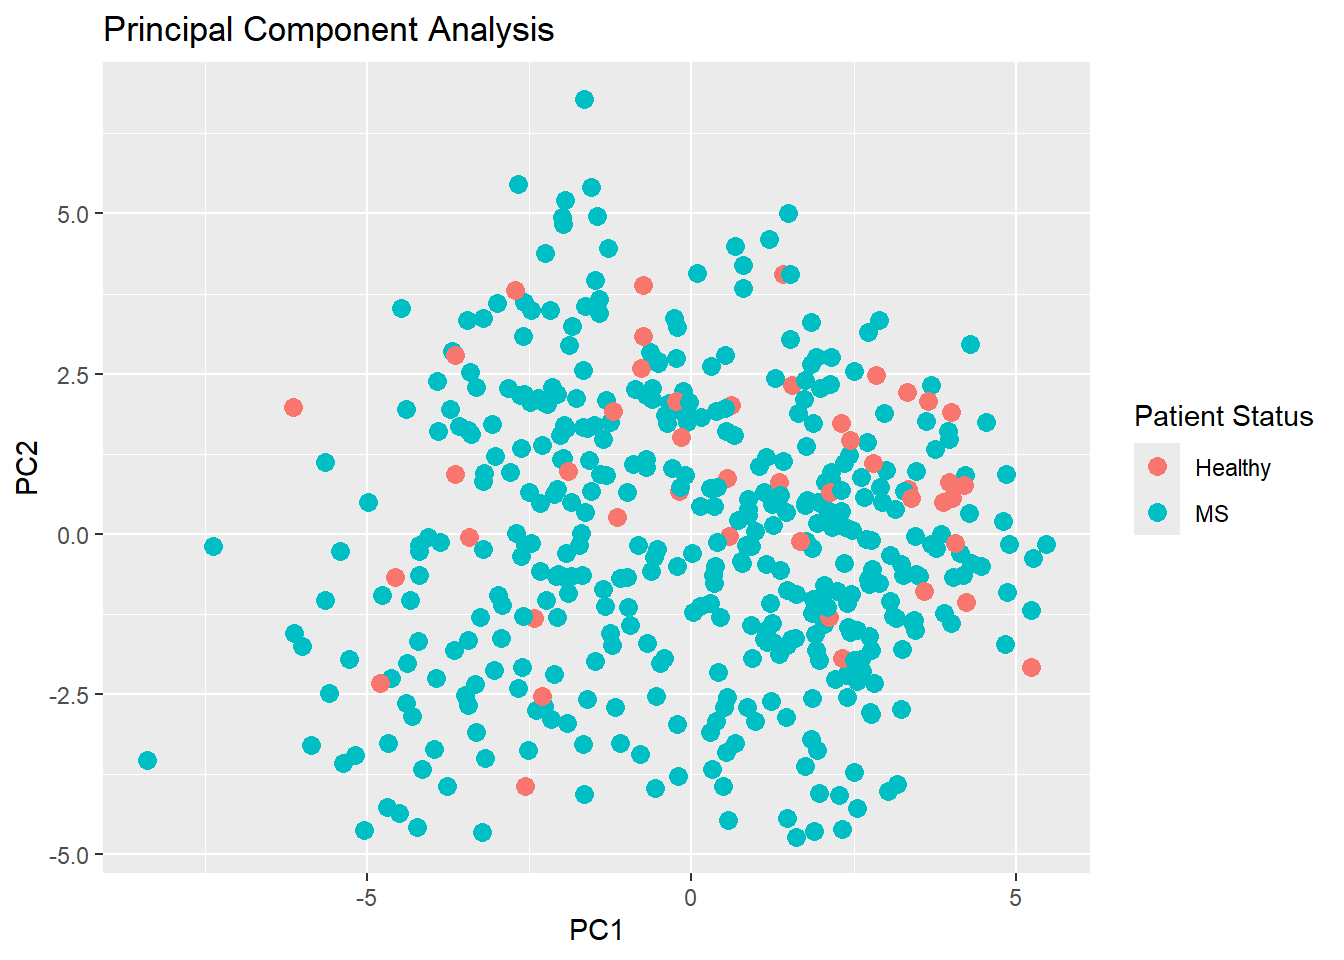 Principal Component Analysis
PC2
5.0
2.5
0.0
-2.5
-5.0
-5
0
5
PC1
Patient Status
Healthy
MS